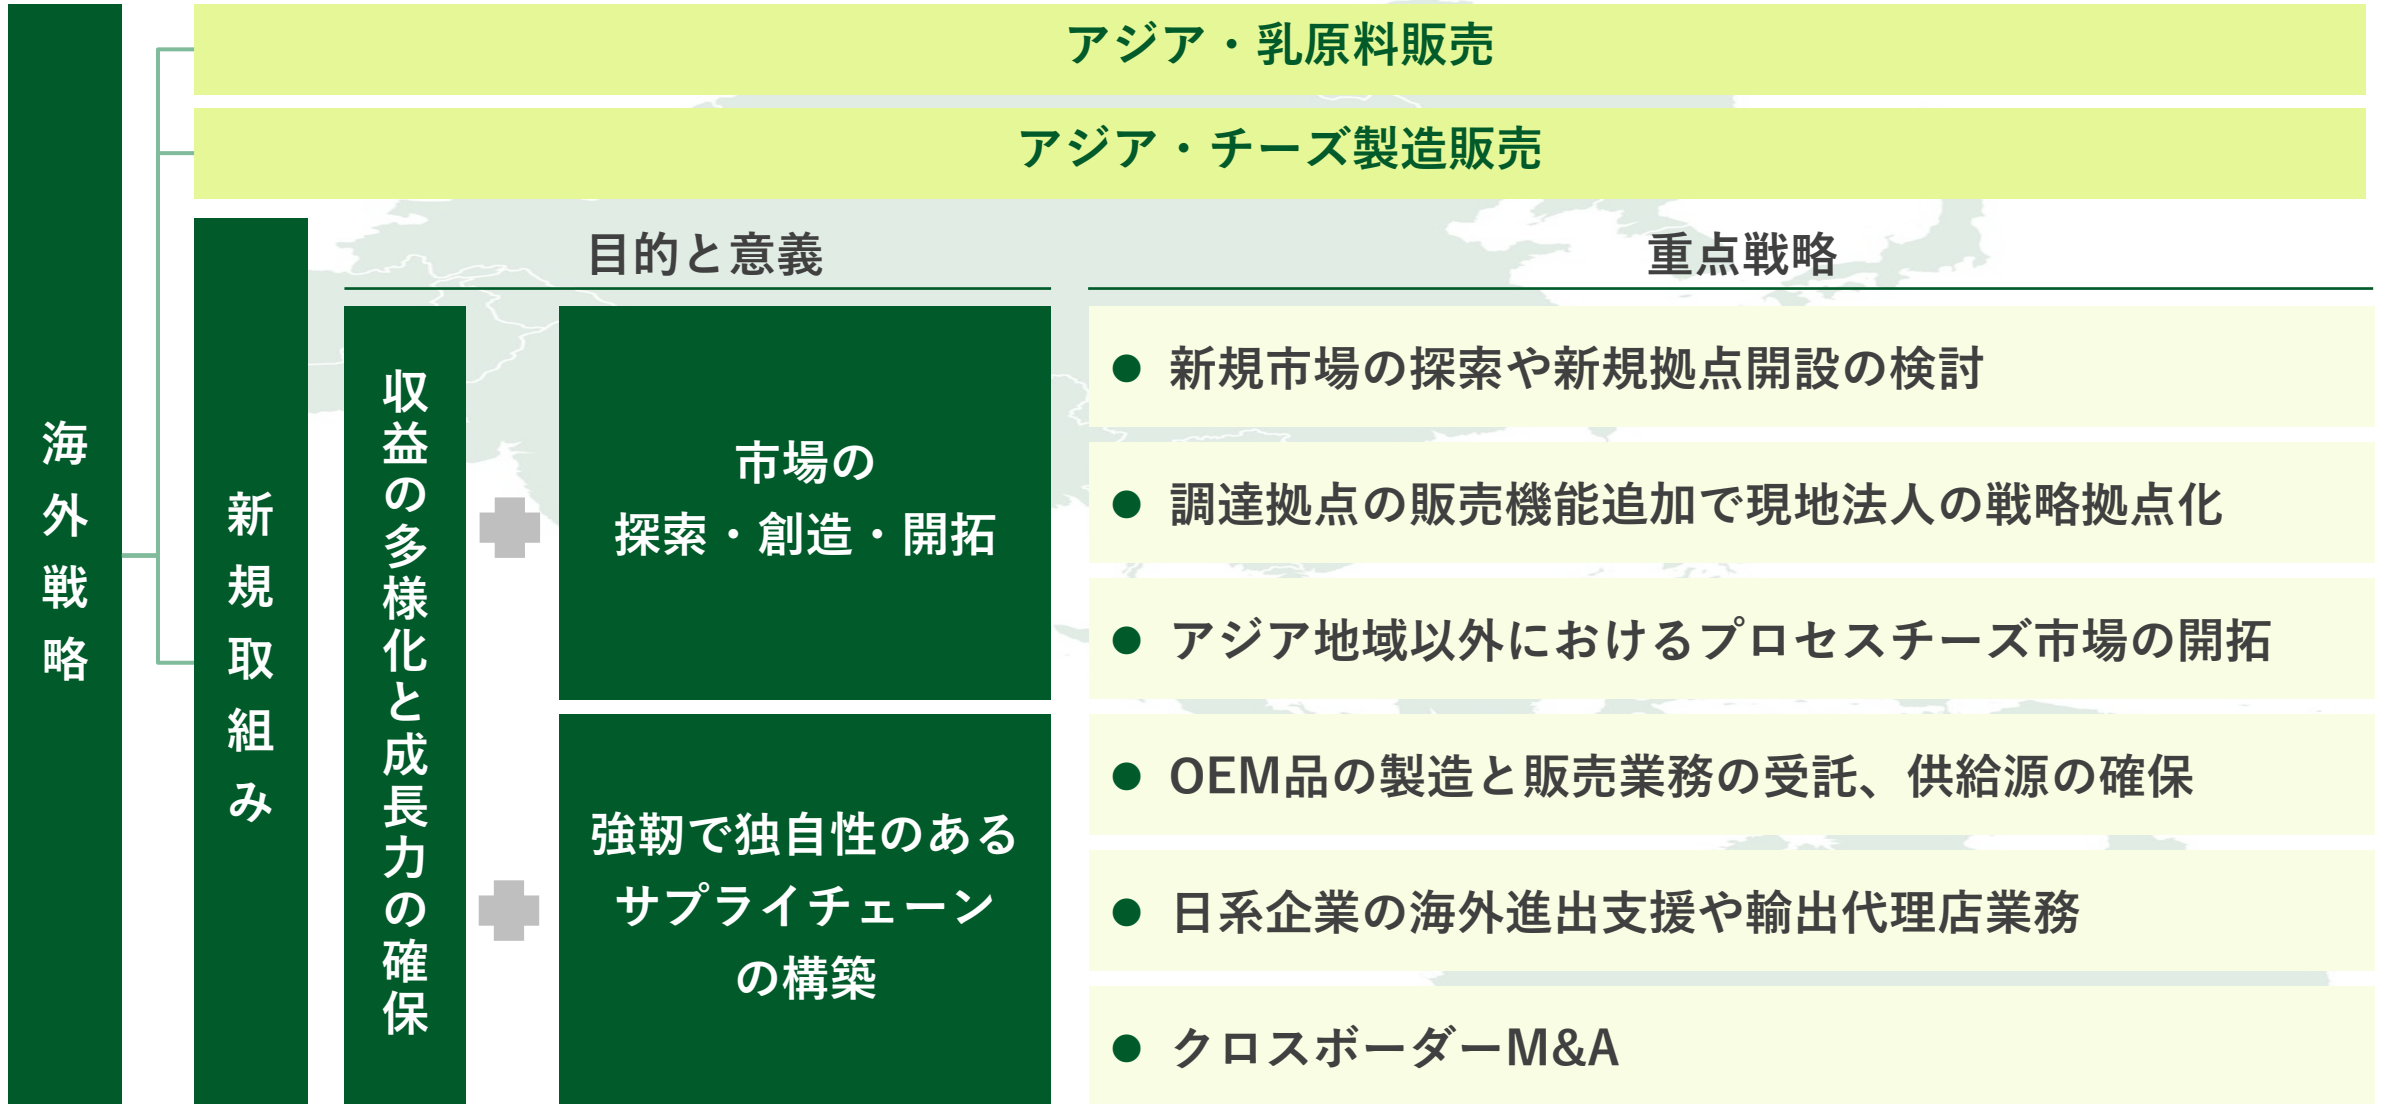 海外戦略
アジア・乳原料販売
アジア・チーズ製造販売
新規取組み
目的と意義
収益の多様化と成長力の確保
市場の
探索・創造・開拓
強靭で独自性のある
サプライチェーン
の構築
重点戦略
● 新規市場の探索や新規拠点開設の検討
● 調達拠点の販売機能追加で現地法人の戦略拠点化
● アジア地域以外におけるプロセスチーズ市場の開拓
● OEM品の製造と販売業務の受託、供給源の確保
● 日系企業の海外進出支援や輸出代理店業務
● クロスボーダーM&A